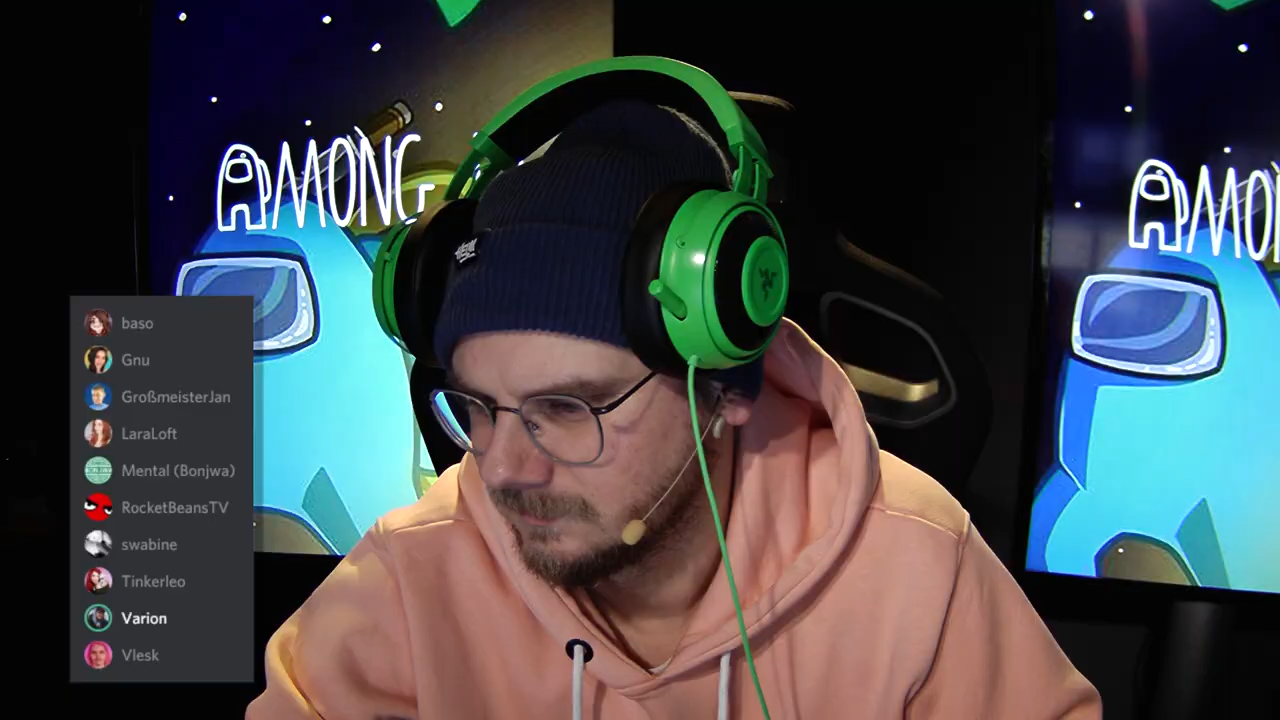 AMONG
AMON
baso
Gnu
GroßmeisterJan
LaraLoft
Mental (Bonjwa)
RocketBeansTV
swabine
Tinkerleo
Varion
Vlesk